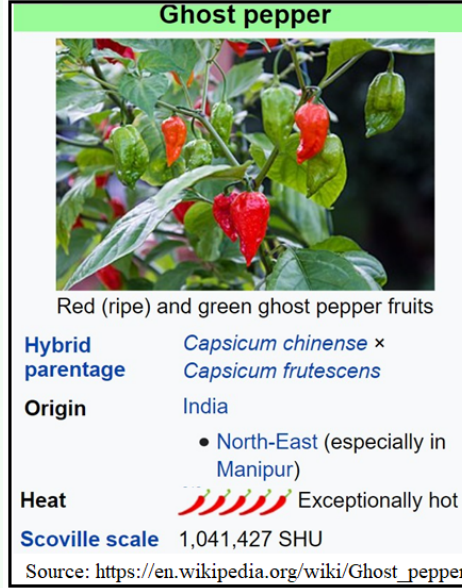 Ghost pepper
Red (ripe) and green ghost pepper fruits
Hybrid parentage
Capsicum chinense ×
Capsicum frutescens
Origin
India
• North-East (especially in
Manipur)
Heat
Exceptionally hot
Scoville scale
1,041,427 SHU
Source: https://en.wikipedia.org/wiki/Ghost_pepper